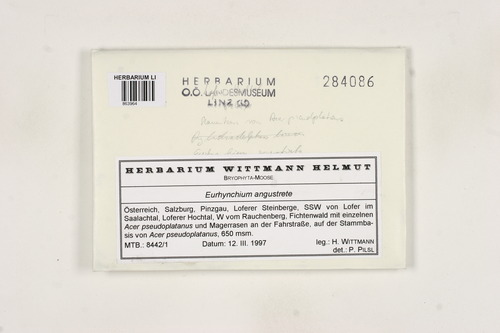 HERBARIUM LI
HERBARIUM
284086
O.Ö. LANDESMUSEUM
LINZ
HERBARIUM WITTMANN HELMUT
BRYOPHYTA-MOOSE
Eurhynchium angustrete
Österreich, Salzburg, Pinzgau, Loferer Steinberge, SSW von Lofer im
Saalachtal, Loferer Hochtal, W vom Rauchenberg, Fichtenwald mit einzelnen
Acer pseudoplatanus und Magerrasen an der Fahrstraße, auf der Stammba-
sis von Acer pseudoplatanus, 650 msm.
MTB.: 8442/1 Datum: 12. III. 1997 leg.: H. WITTMANN
det.: P. PILSL